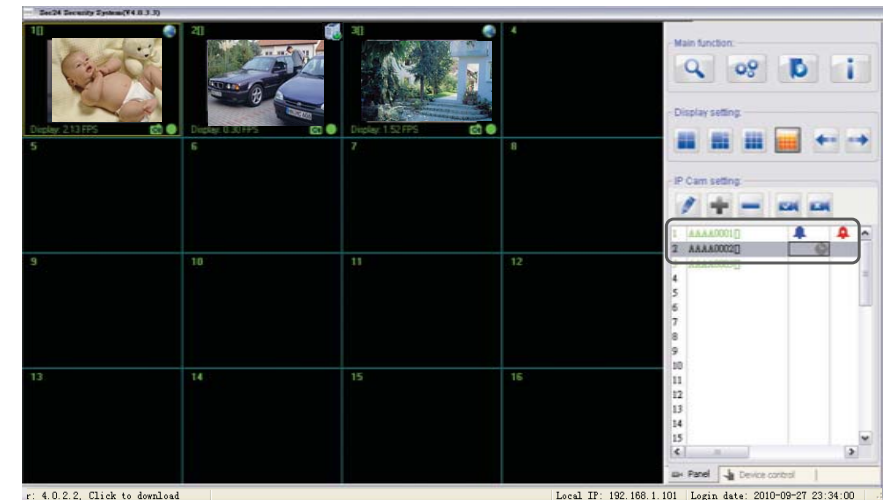 Sec24 Security System(V4.0.3.3)
1[] 2[] 3[] 4
Display: 2.13 FPS Display: 0.30 FPS Display: 1.52 FPS
5 6 7 8
9 10 11 12
13 14 15 16
Main function:
Display setting:
IP Cam setting:
1 AAAA0001[]
2 AAAA0002[]
3 AAAA0003[]
4
5
6
7
8
9
10
11
12
13
14
15
Panel Device control
r: 4.0.2.2, Click to download Local IP: 192.168.1.101 Login date: 2010-09-27 23:34:00